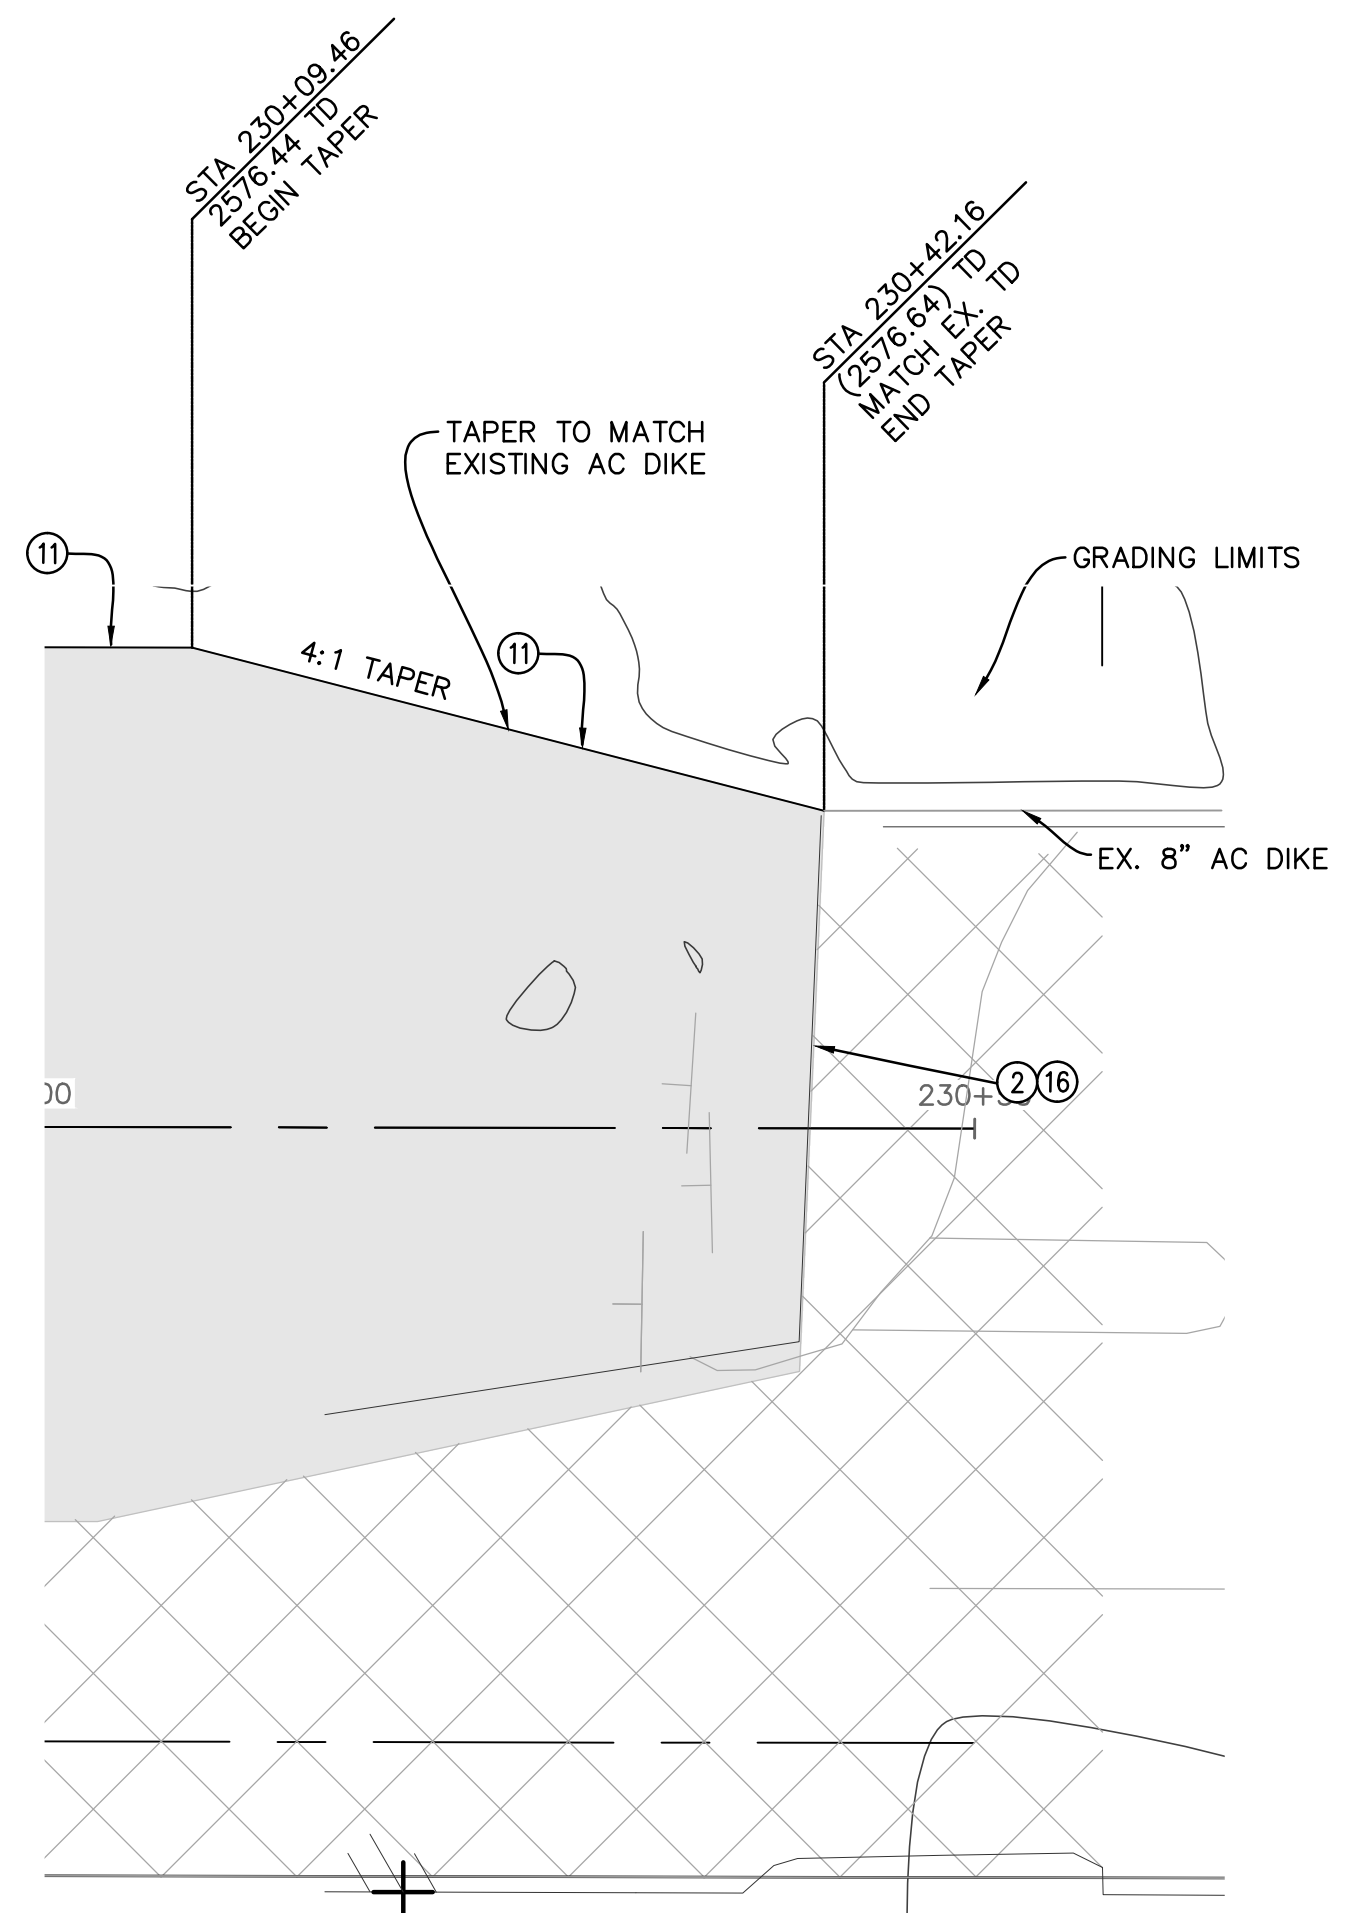 STA 230+09.46
2576.44 TD
BEGIN TAPER
STA 230+42.16
(2576.64) TD
MATCH EX. TD
END TAPER
TAPER TO MATCH
EXISTING AC DIKE
11
GRADING LIMITS
4:1 TAPER
11
EX. 8” AC DIKE
2 16
00